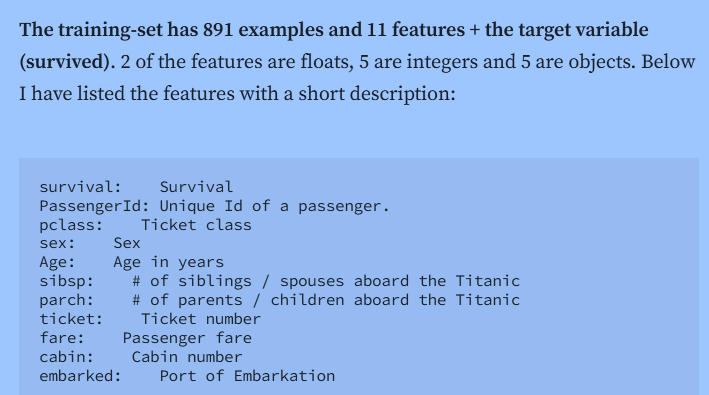 The training-set has 891 examples and 11 features + the target variable
(survived). 2 of the features are floats, 5 are integers and 5 are objects. Below
I have listed the features with a short description:
survival:    Survival
PassengerId: Unique Id of a passenger.
pclass:    Ticket class
sex:    Sex
Age:    Age in years
sibsp:    # of siblings / spouses aboard the Titanic
parch:    # of parents / children aboard the Titanic
ticket:    Ticket number
fare:    Passenger fare
cabin:    Cabin number
embarked:    Port of Embarkation